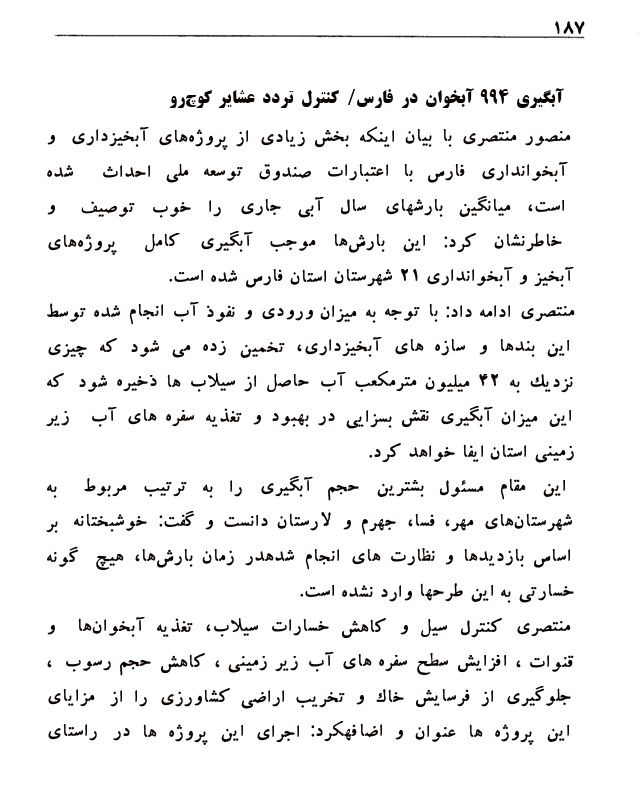 ۱۸۷
آبگیری ۹۹۴ آبخوان در فارس/ کنترل تردد عشایر کوچ‌رو
منصور منتصری با بیان اینکه بخش زیادی از پروژه‌های آبخیزداری و
آبخوانداری فارس با اعتبارات صندوق توسعه ملی احداث شده
است، میانگین بارشهای سال آبی جاری را خوب توصیف و
خاطرنشان کرد: این بارش‌ها موجب آبگیری کامل پروژه‌های
آبخیز و آبخوانداری ۲۱ شهرستان استان فارس شده است.
منتصری ادامه داد: با توجه به میزان ورودی و نفوذ آب انجام شده توسط
این بندها و سازه های آبخیزداری، تخمین زده می شود که چیزی
نزدیك به ۴۲ میلیون مترمکعب آب حاصل از سیلاب ها ذخیره شود که
این میزان آبگیری نقش بسزایی در بهبود و تغذیه سفره های آب زیر
زمینی استان ایفا خواهد کرد.
این مقام مسئول بشترین حجم آبگیری را به ترتیب مربوط به
شهرستان‌های مهر، فسا، جهرم و لارستان دانست و گفت: خوشبختانه بر
اساس بازدیدها و نظارت های انجام شدهدر زمان بارش‌ها، هیچ گونه
خسارتی به این طرحها وارد نشده است.
منتصری کنترل سیل و کاهش خسارات سیلاب، تغذیه آبخوان‌ها و
قنوات ، افزایش سطح سفره های آب زیر زمینی ، کاهش حجم رسوب ،
جلوگیری از فرسایش خاك و تخریب اراضی کشاورزی را از مزایای
این پروژه ها عنوان و اضافهکرد: اجرای این پروژه ها در راستای